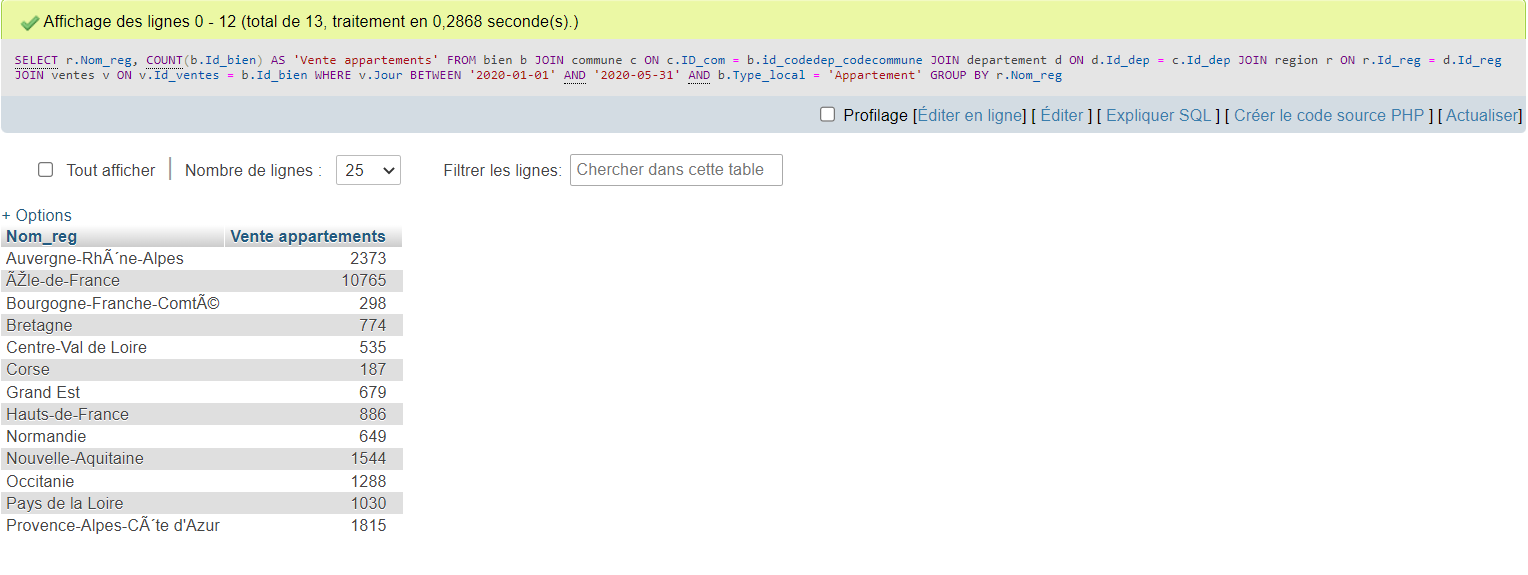 Affichage des lignes 0 - 12 (total de 13, traitement en 0,2868 seconde(s).)
SELECT r.Nom_reg, COUNT(b.Id_bien) AS 'Vente appartements' FROM bien b JOIN commune c ON c.ID_com = b.id_codedep_codecommune JOIN departement d ON d.Id_dep = c.Id_dep JOIN region r ON r.Id_reg = d.Id_reg
JOIN ventes v ON v.Id_ventes = b.Id_bien WHERE v.Jour BETWEEN '2020-01-01' AND '2020-05-31' AND b.Type_local = 'Appartement' GROUP BY r.Nom_reg
Profilage [Éditer en ligne] [ Éditer ] [ Expliquer SQL ] [ Créer le code source PHP ] [ Actualiser]
Tout afficher | Nombre de lignes : 25 Filtrer les lignes: Chercher dans cette table
+ Options
Nom_reg Vente appartements
Auvergne-RhÃ´ne-Alpes 2373
ÃŽle-de-France 10765
Bourgogne-Franche-ComtÃ© 298
Bretagne 774
Centre-Val de Loire 535
Corse 187
Grand Est 679
Hauts-de-France 886
Normandie 649
Nouvelle-Aquitaine 1544
Occitanie 1288
Pays de la Loire 1030
Provence-Alpes-CÃ´te d'Azur 1815